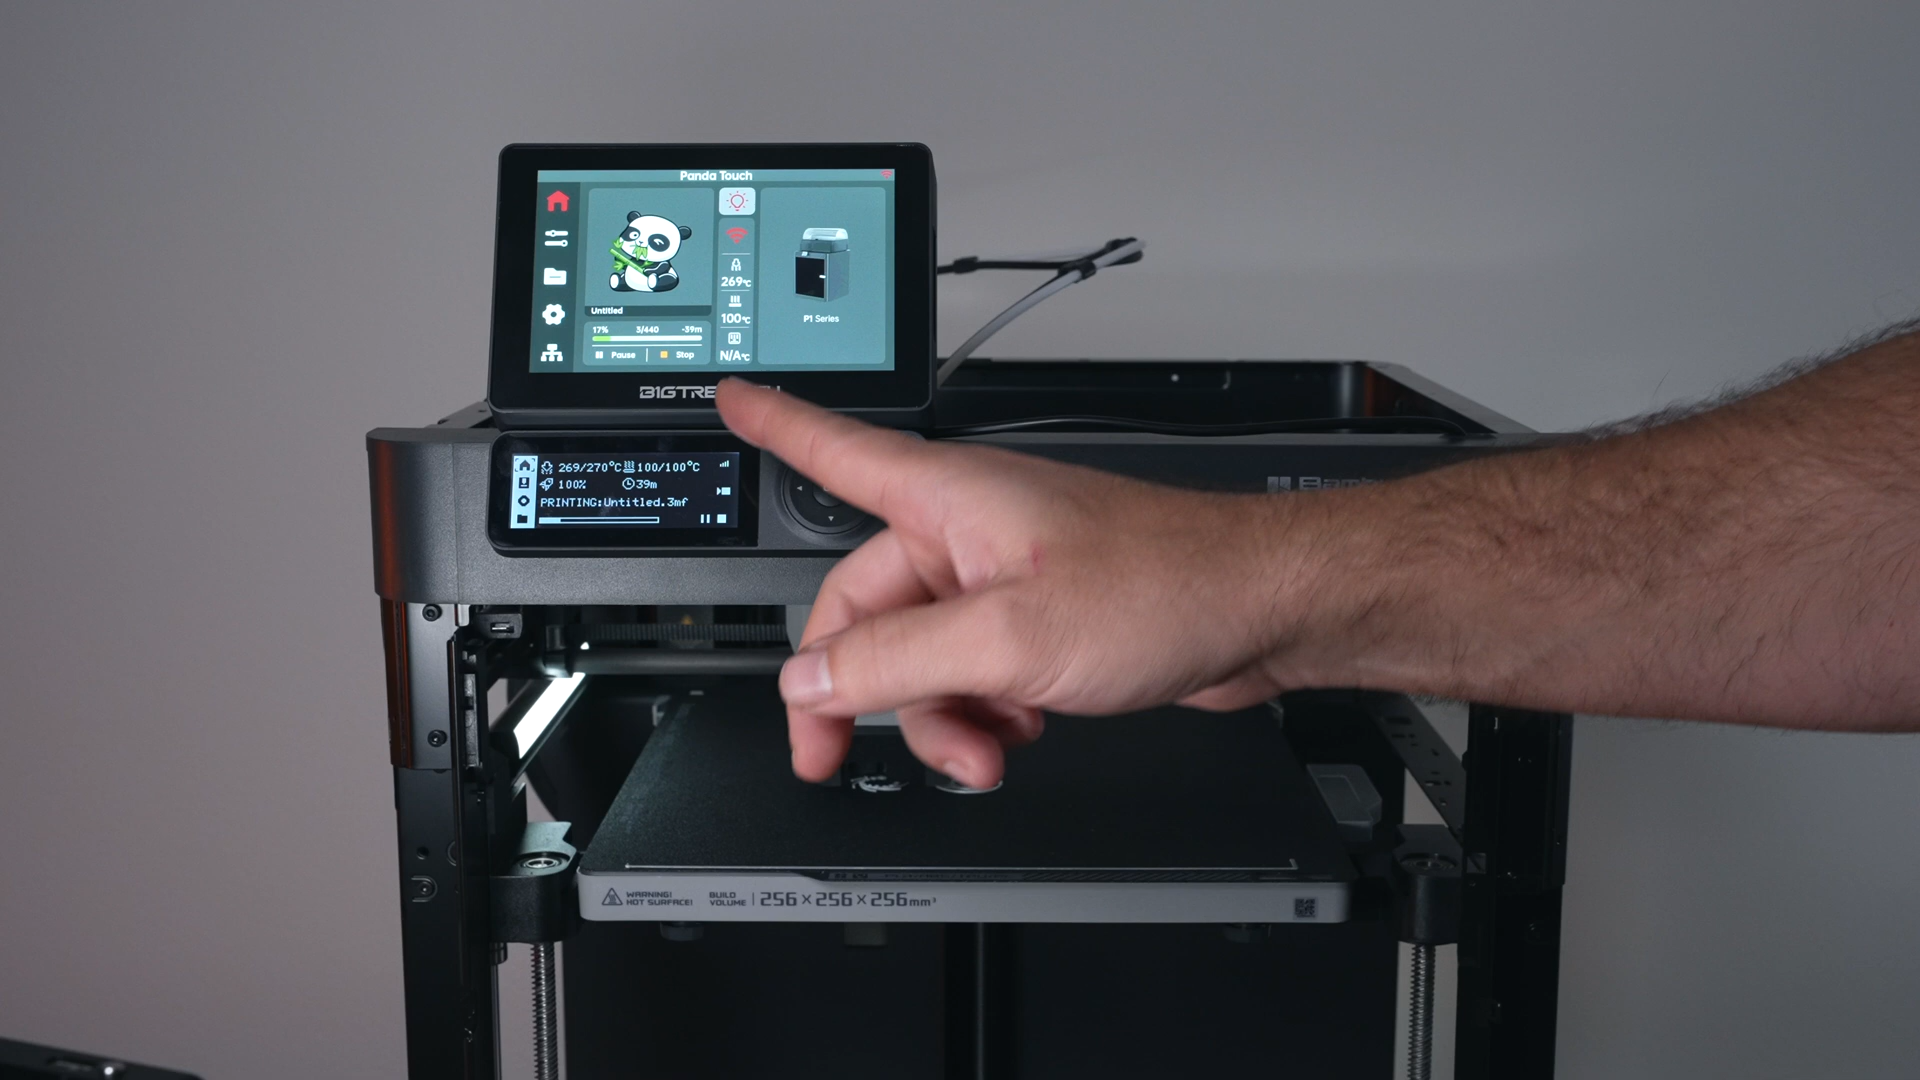 Panda Touch
269℃
100℃
N/A℃
Untitled
17% 3/440 -39m
Pause Stop
P1 Series
269/270°C 100/100°C
100% 39m
PRINTING:Untitled.3mf
WARNING!
HOT SURFACE!
BUILD
VOLUME
256×256×256mm³